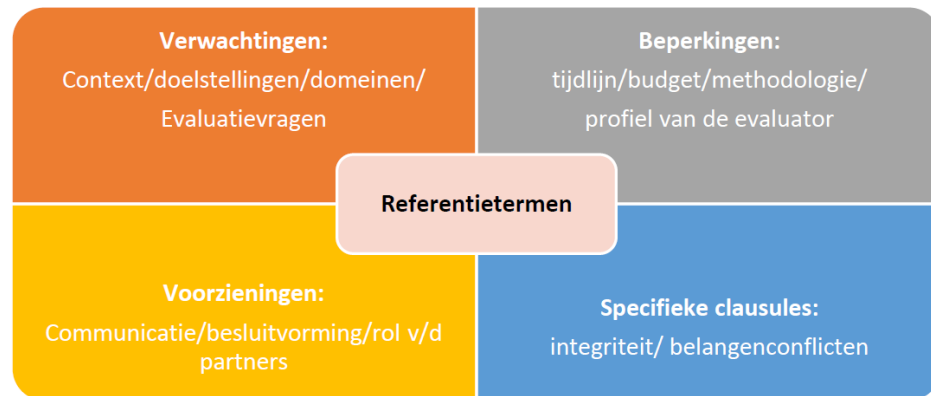 Verwachtingen:
Context/doelstellingen/domeinen/
Evaluatievragen
Beperkingen:
tijdlijn/budget/methodologie/
profiel van de evaluator
Referentietermen
Voorzieningen:
Communicatie/besluitvorming/rol v/d
partners
Specifieke clausules:
integriteit/ belangenconflicten